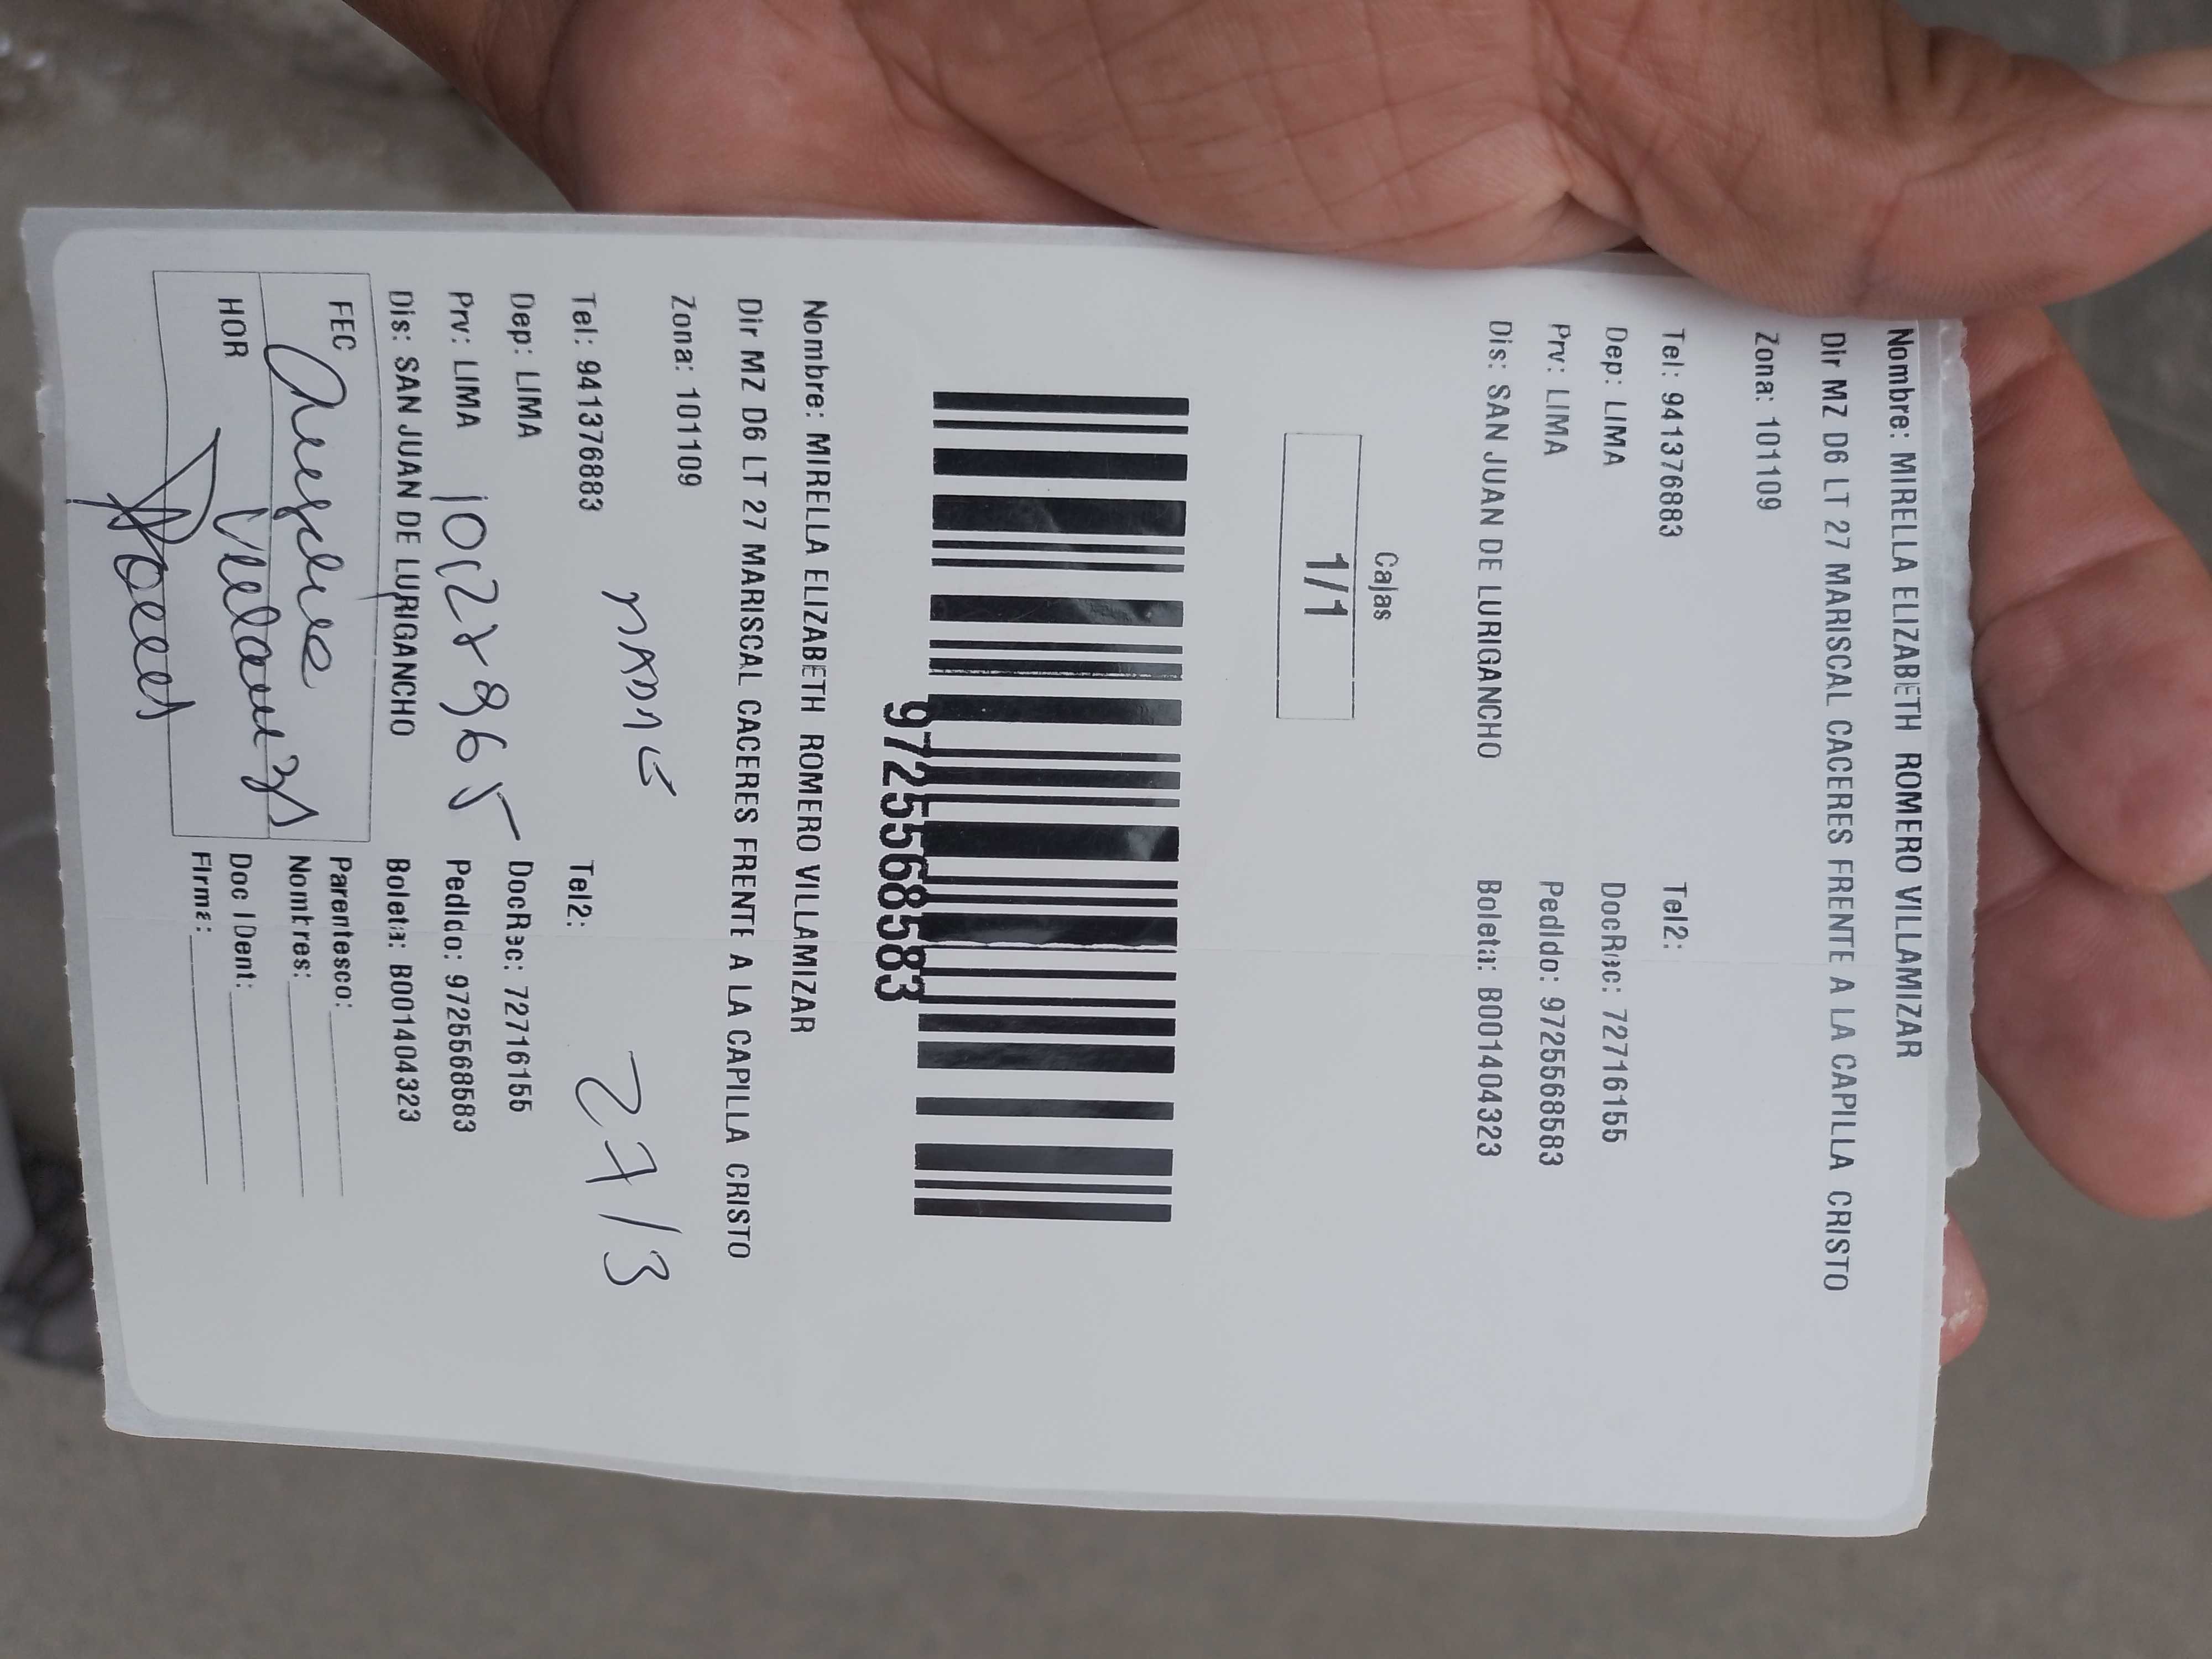 Nombre: MIRELLA ELIZABETH ROMERO VILLAMIZAR
Dir MZ D6 LT 27 MARISCAL CACERES FRENTE A LA CAPILLA CRISTO
Zona: 101109
Tel: 941376883 Tel2:
Dep: LIMA DocRec: 72716155
Prv: LIMA Pedido: 9725568583
Dis: SAN JUAN DE LURIGANCHO Boleta: B001404323
Cajas
1/1
9725568583
Nombre: MIRELLA ELIZABETH ROMERO VILLAMIZAR
Dir MZ D6 LT 27 MARISCAL CACERES FRENTE A LA CAPILLA CRISTO
Zona: 101109
27/3
Tel: 941376883 Tel2:
Dep: LIMA DocRec: 72716155
Prv: LIMA Pedido: 9725568583
Dis: SAN JUAN DE LURIGANCHO Boleta: B001404323
FEC Parentesco:
Nombres:
HOR Doc IDent:
Firma: